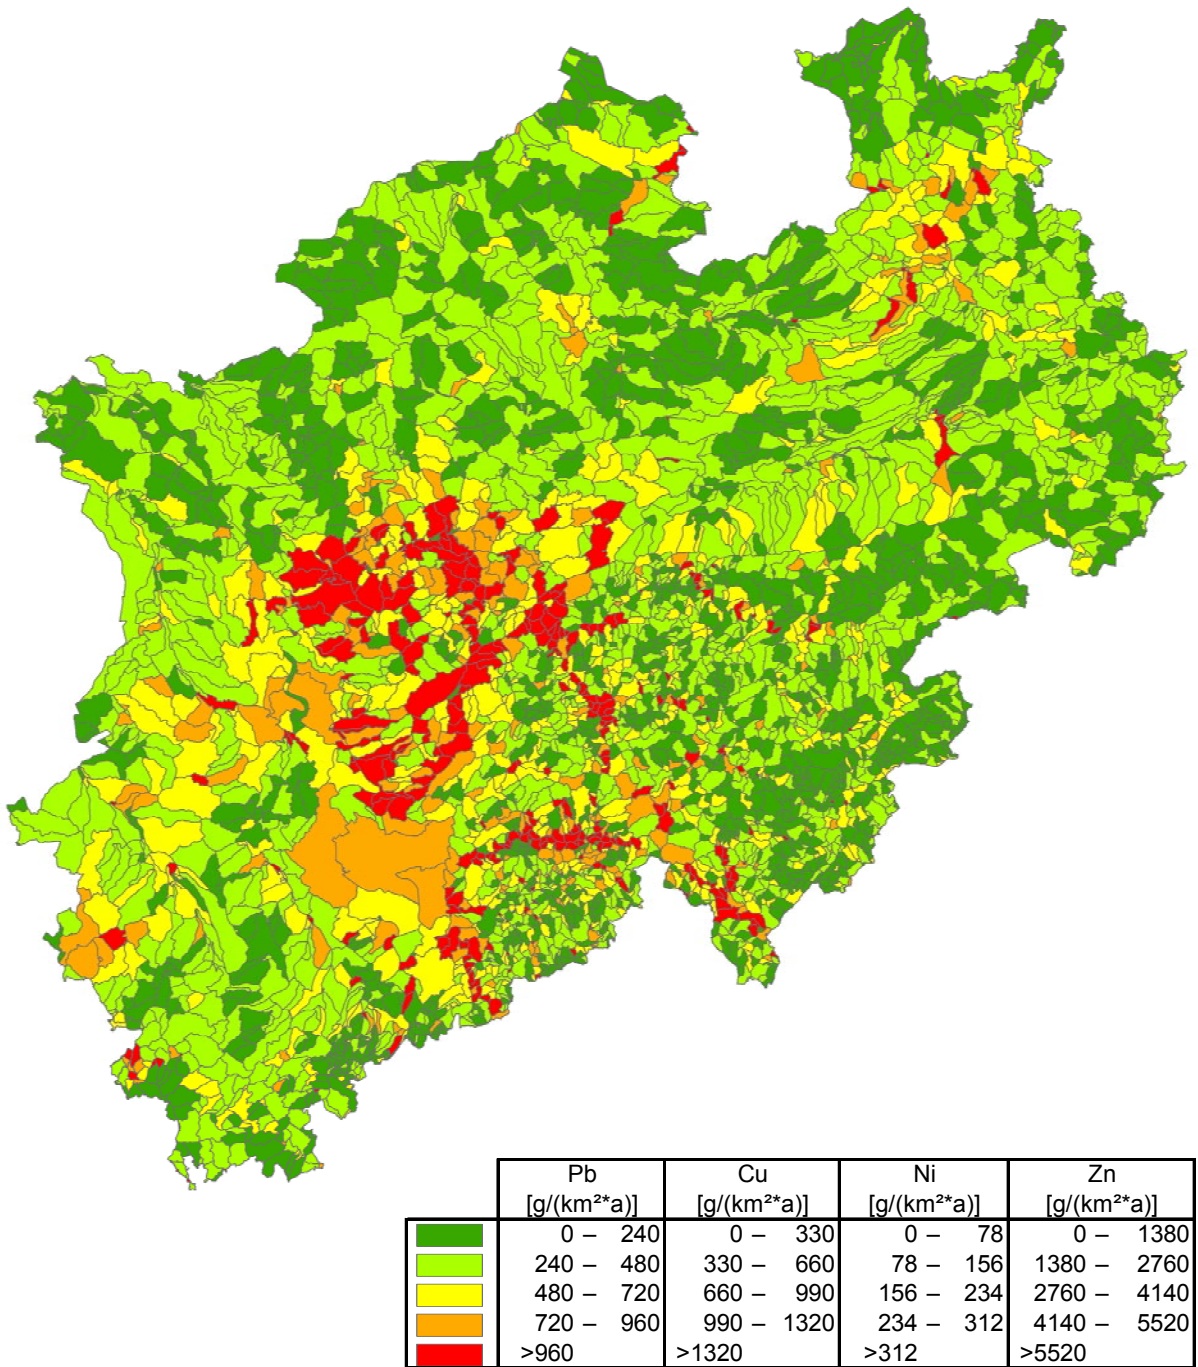 Pb Cu Ni Zn
[g/(km²*a)] [g/(km²*a)] [g/(km²*a)] [g/(km²*a)]
0 – 240 0 – 330 0 – 78 0 – 1380
240 – 480 330 – 660 78 – 156 1380 – 2760
480 – 720 660 – 990 156 – 234 2760 – 4140
720 – 960 990 – 1320 234 – 312 4140 – 5520
>960 >1320 >312 >5520